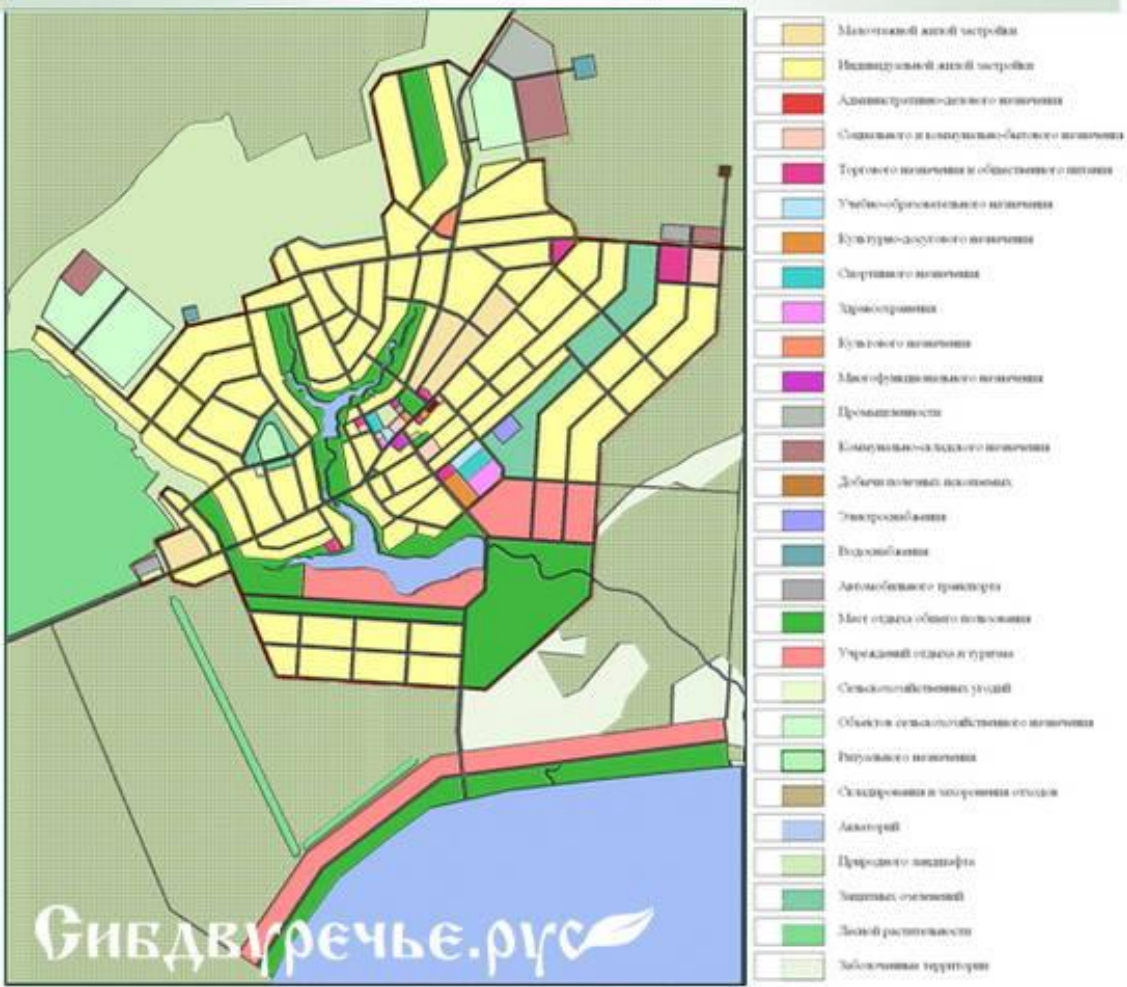 Малоэтажной жилой застройки
Индивидуальной жилой застройки
Административно-делового назначения
Социального и коммунально-бытового назначения
Торгового назначения и общественного питания
Учебно-образовательного назначения
Культурно-досугового назначения
Спортивного назначения
Здравоохранения
Культового назначения
Многофункционального назначения
Промышленности
Коммунально-складского назначения
Добычи полезных ископаемых
Электроснабжения
Водоснабжения
Автомобильного транспорта
Мест отдыха общего пользования
Учреждений отдыха и туризма
Сельскохозяйственных угодий
Объектов сельскохозяйственного назначения
Ритуального назначения
Складирования и захоронения отходов
Акваторий
Природного ландшафта
Защитных озеленений
Лесной растительности
Заболоченные территории
Сибдвуречье.рус